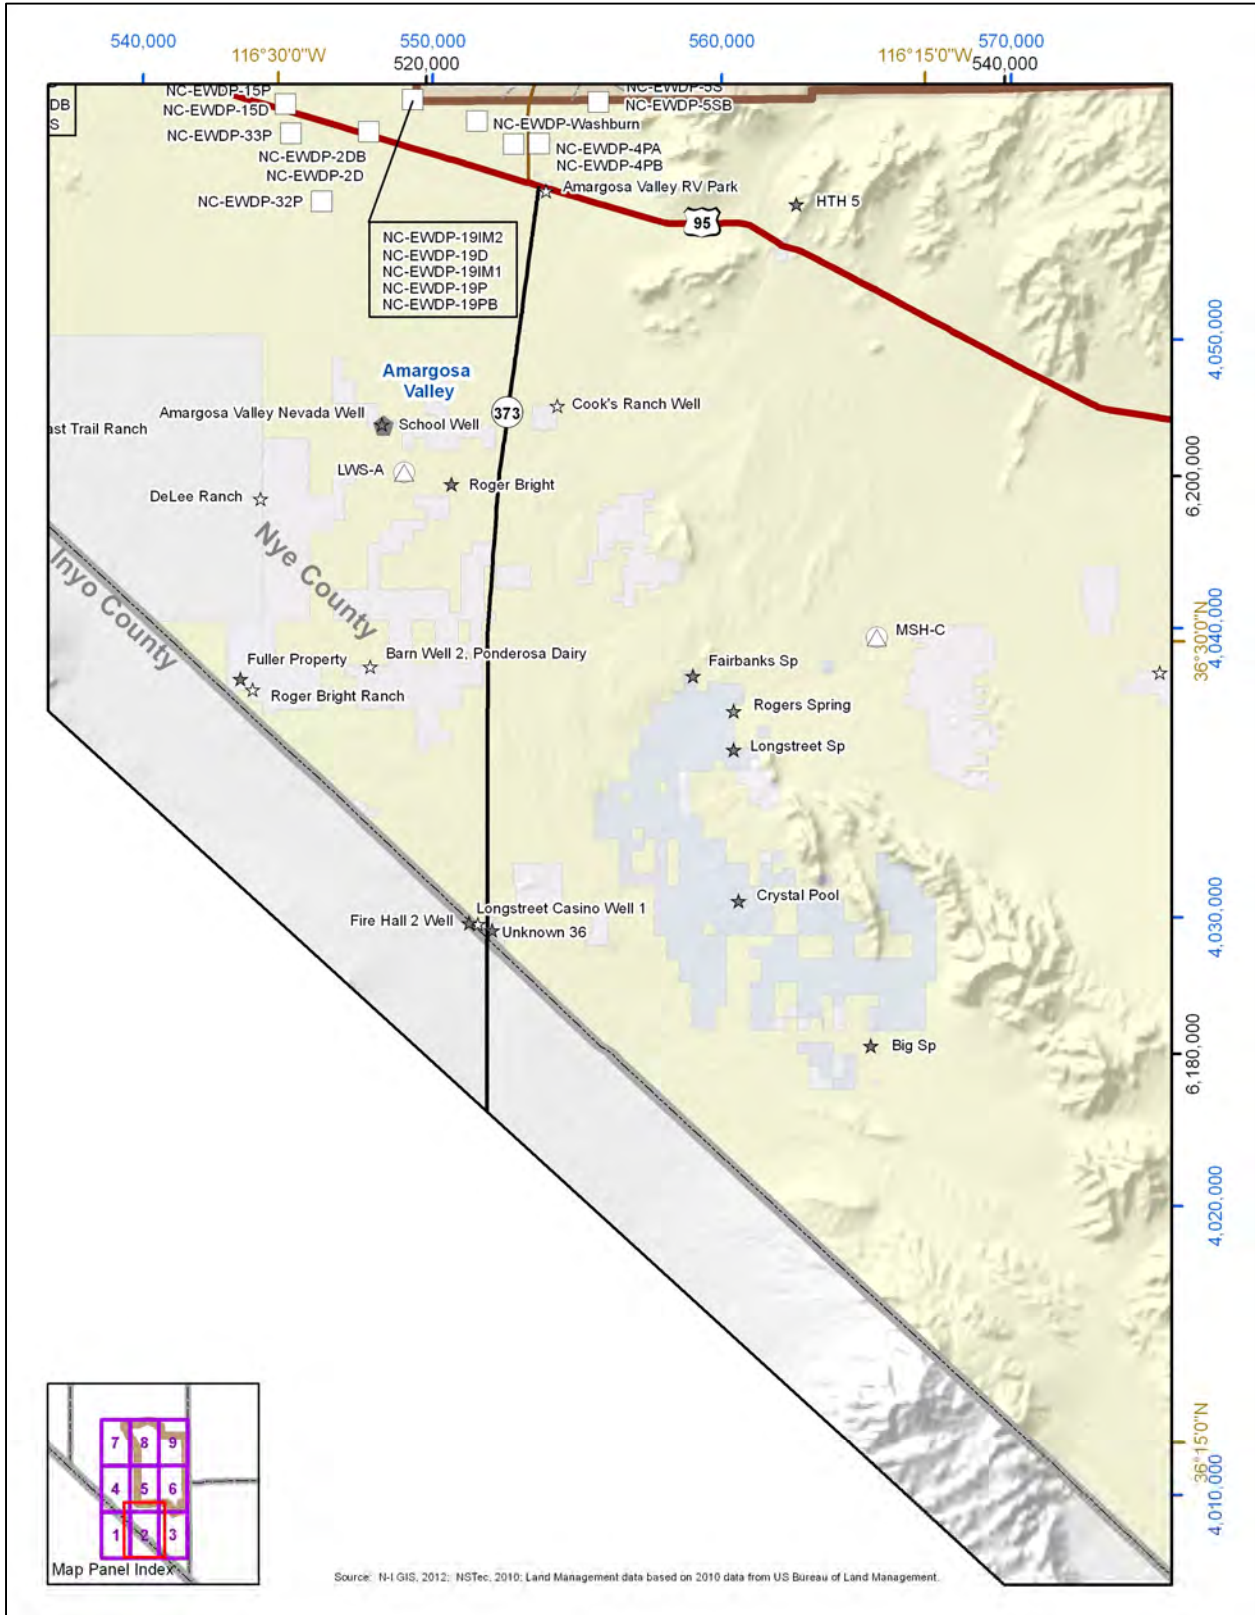 540,000
550,000
560,000
570,000
116°30'0"W
520,000
116°15'0"W
540,000
DB
S
NC-EWDP-15P
NC-EWDP-15D
NC-EWDP-33P
NC-EWDP-2DB
NC-EWDP-2D
NC-EWDP-32P
NC-EWDP-5S
NC-EWDP-5SB
NC-EWDP-Washburn
NC-EWDP-4PA
NC-EWDP-4PB
Amargosa Valley RV Park
HTH 5
95
NC-EWDP-19IM2
NC-EWDP-19D
NC-EWDP-19IM1
NC-EWDP-19P
NC-EWDP-19PB
4,050,000
Amargosa
Valley
373
Cook's Ranch Well
Amargosa Valley Nevada Well
School Well
ast Trail Ranch
LWS-A
Roger Bright
DeLee Ranch
6,200,000
Nye County
Inyo County
MSH-C
4,040,000
36°30'0"N
Fuller Property
Barn Well 2, Ponderosa Dairy
Roger Bright Ranch
Fairbanks Sp
Rogers Spring
Longstreet Sp
Crystal Pool
Fire Hall 2 Well
Longstreet Casino Well 1
Unknown 36
4,030,000
Big Sp
6,180,000
4,020,000
36°15'0"N
4,010,000
7 8 9
4 5 6
1 2 3
Map Panel Index
Source: N-I GIS, 2012; NSTec, 2010; Land Management data based on 2010 data from US Bureau of Land Management.